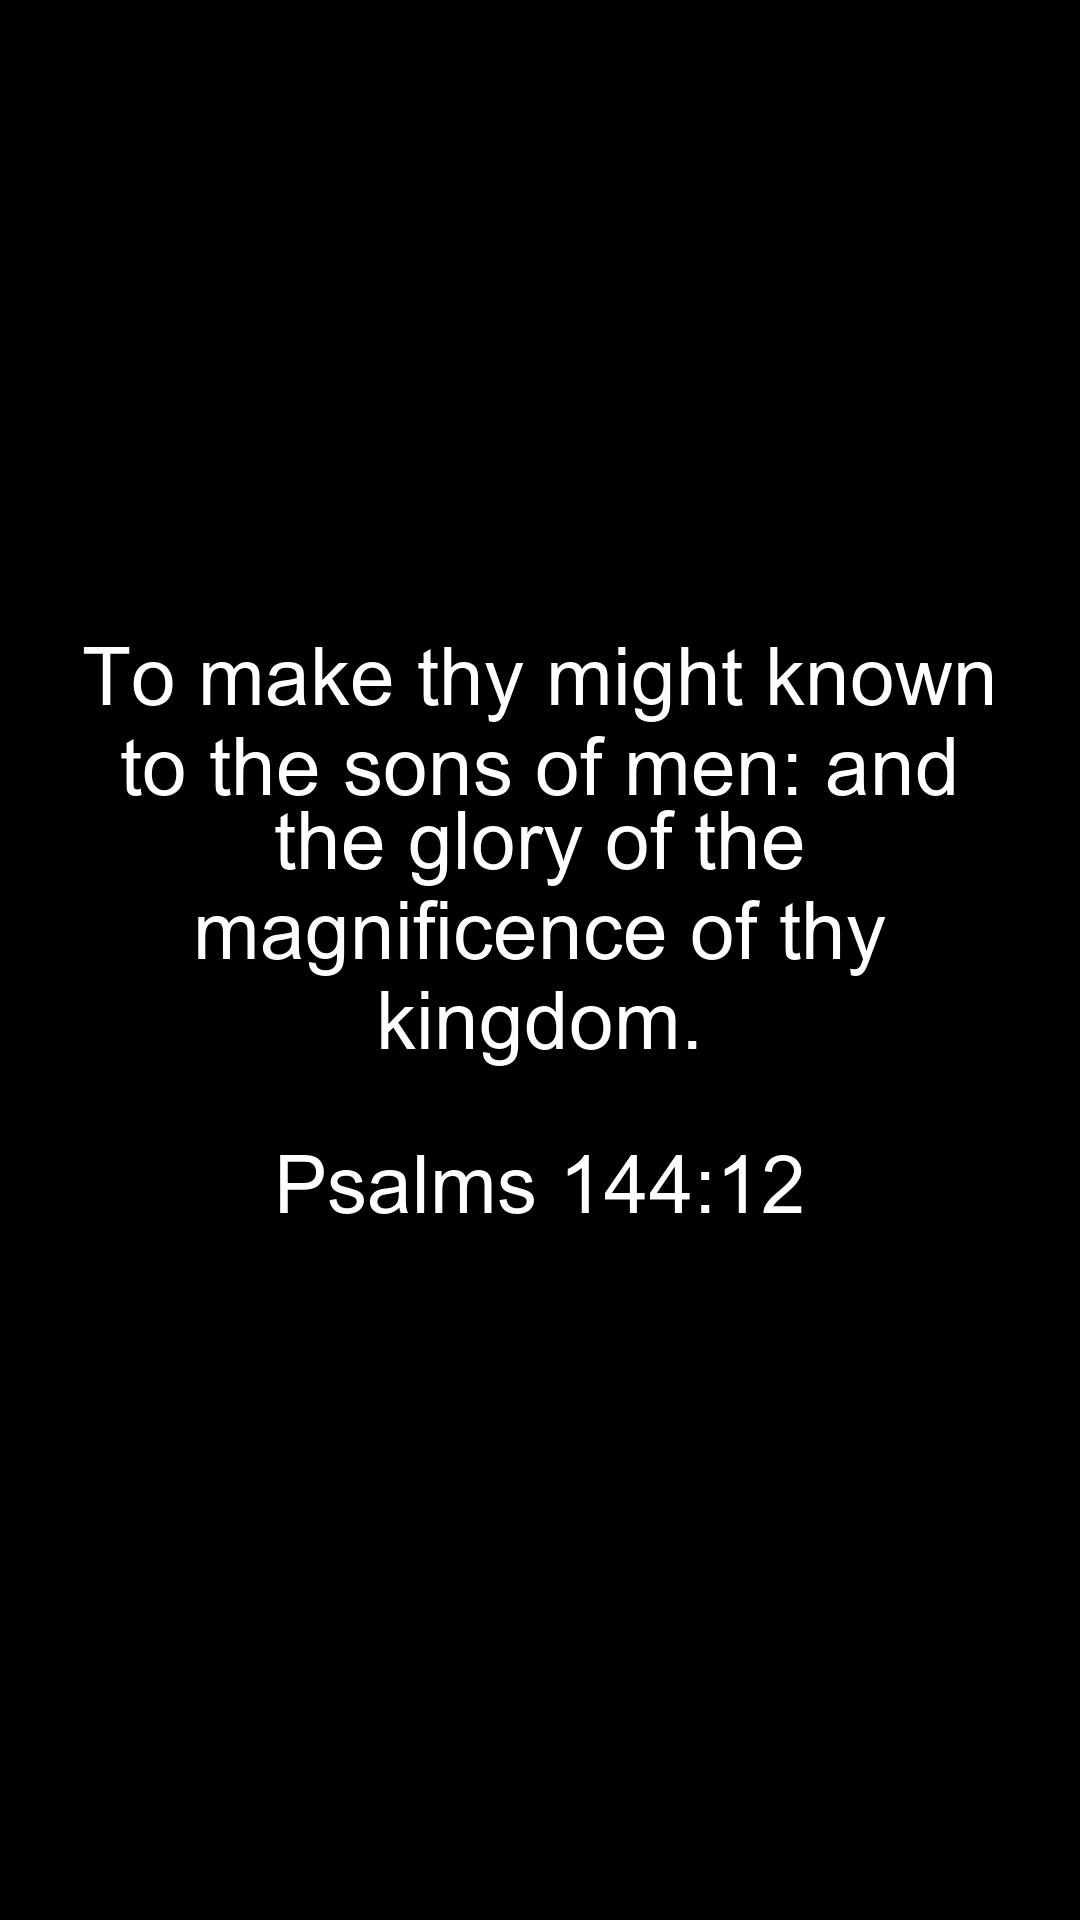 To make thy might known
to the sons of men: and
the glory of the
magnificence of thy
kingdom.
Psalms 144:12